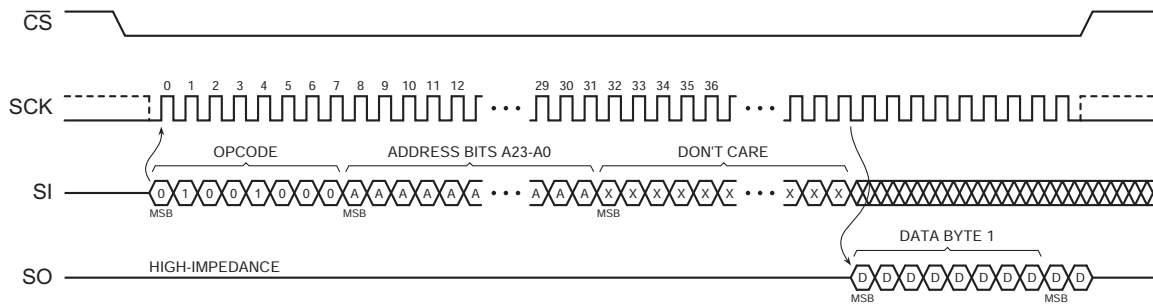 CS
0 1 2 3 4 5 6 7 8 9 10 11 12 29 30 31 32 33 34 35 36
SCK
OPCODE ADDRESS BITS A23-A0 DON'T CARE
SI 0 1 0 0 1 0 0 0 A A A A A A A A A X X X X X X X X X
MSB MSB MSB
DATA BYTE 1
SO HIGH-IMPEDANCE D D D D D D D D D D
MSB MSB